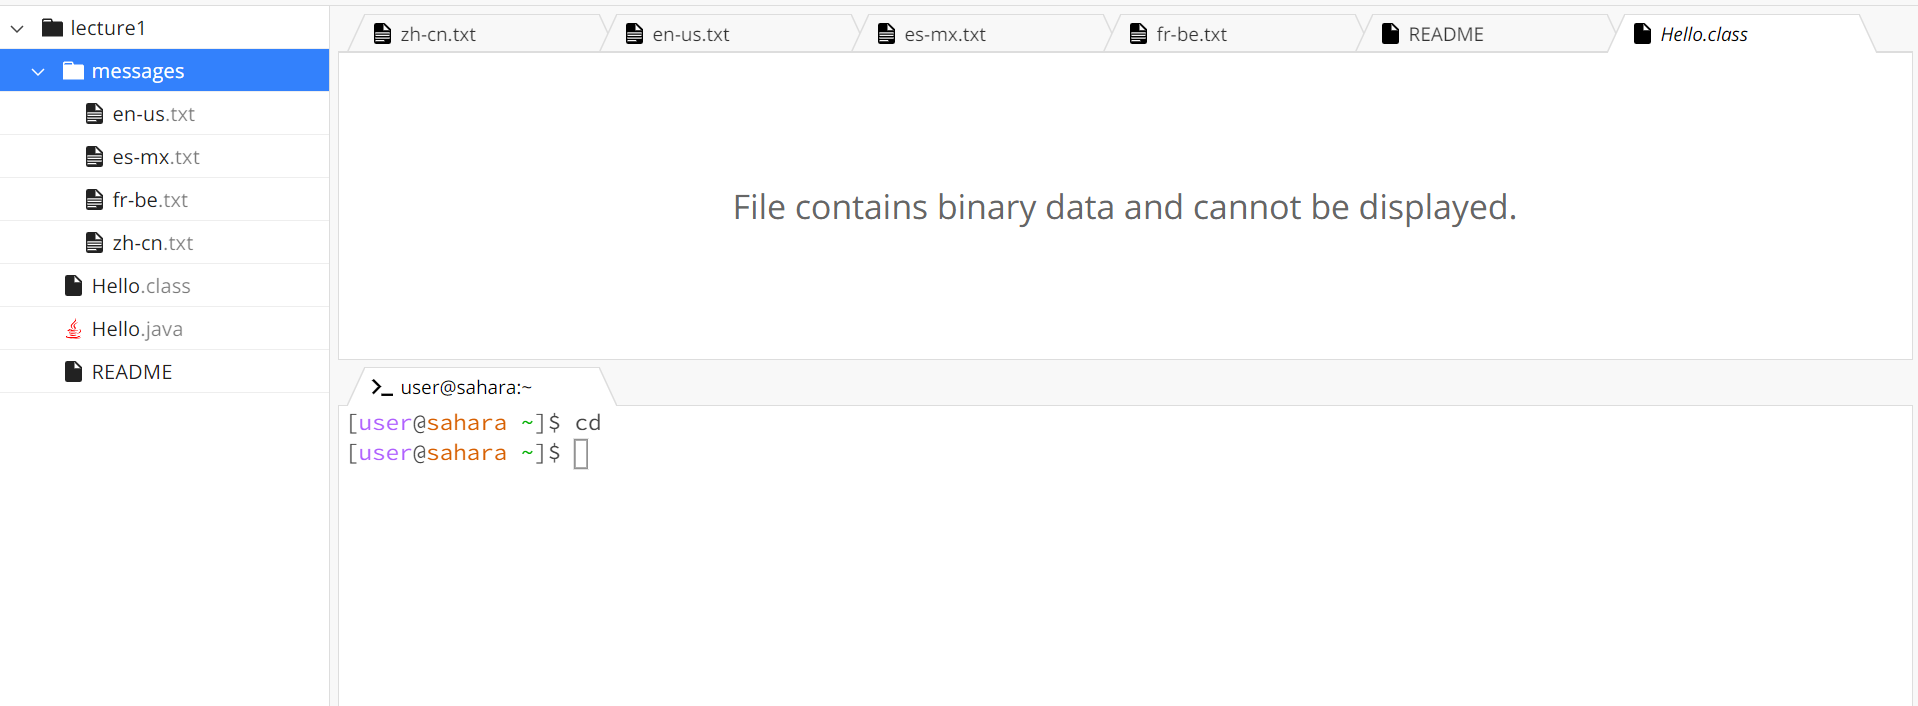 lecture1
messages
en-us.txt
es-mx.txt
fr-be.txt
zh-cn.txt
Hello.class
Hello.java
README
zh-cn.txt en-us.txt es-mx.txt fr-be.txt README Hello.class
File contains binary data and cannot be displayed.
>_ user@sahara:~
[user@sahara ~]$ cd
[user@sahara ~]$